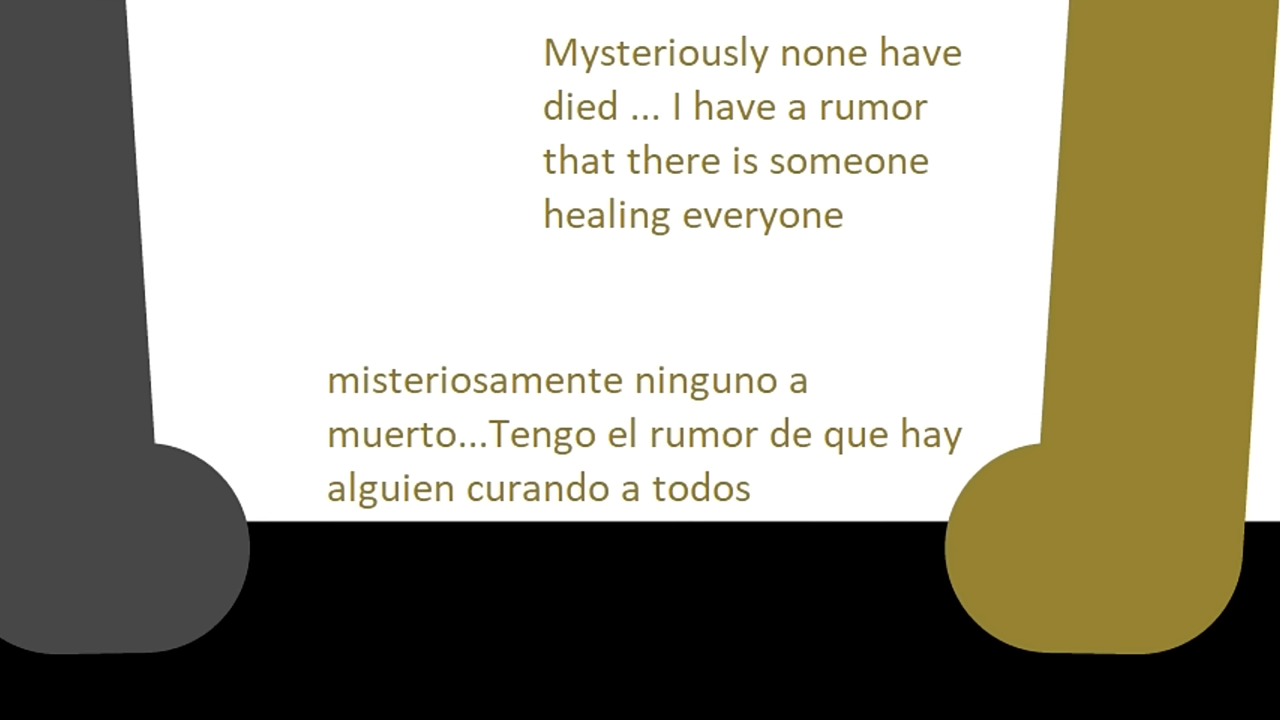 Mysteriously none have
died ... I have a rumor
that there is someone
healing everyone
misteriosamente ninguno a
muerto...Tengo el rumor de que hay
alguien curando a todos